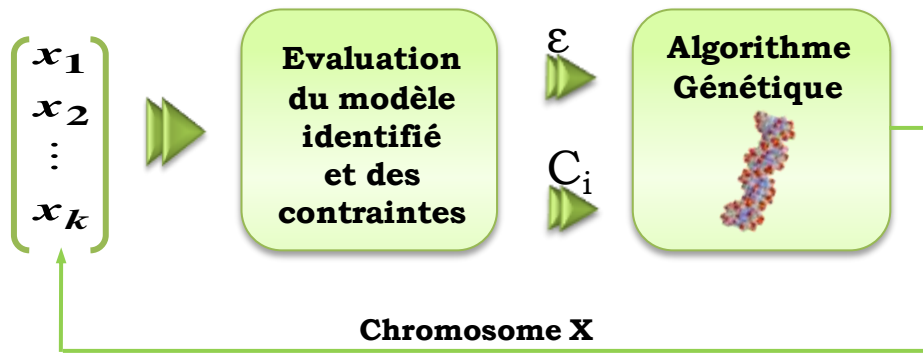 x₁
x₂
⋮
xₖ
Evaluation
du modèle
identifié
et des
contraintes
ε
Cᵢ
Algorithme
Génétique
Chromosome X